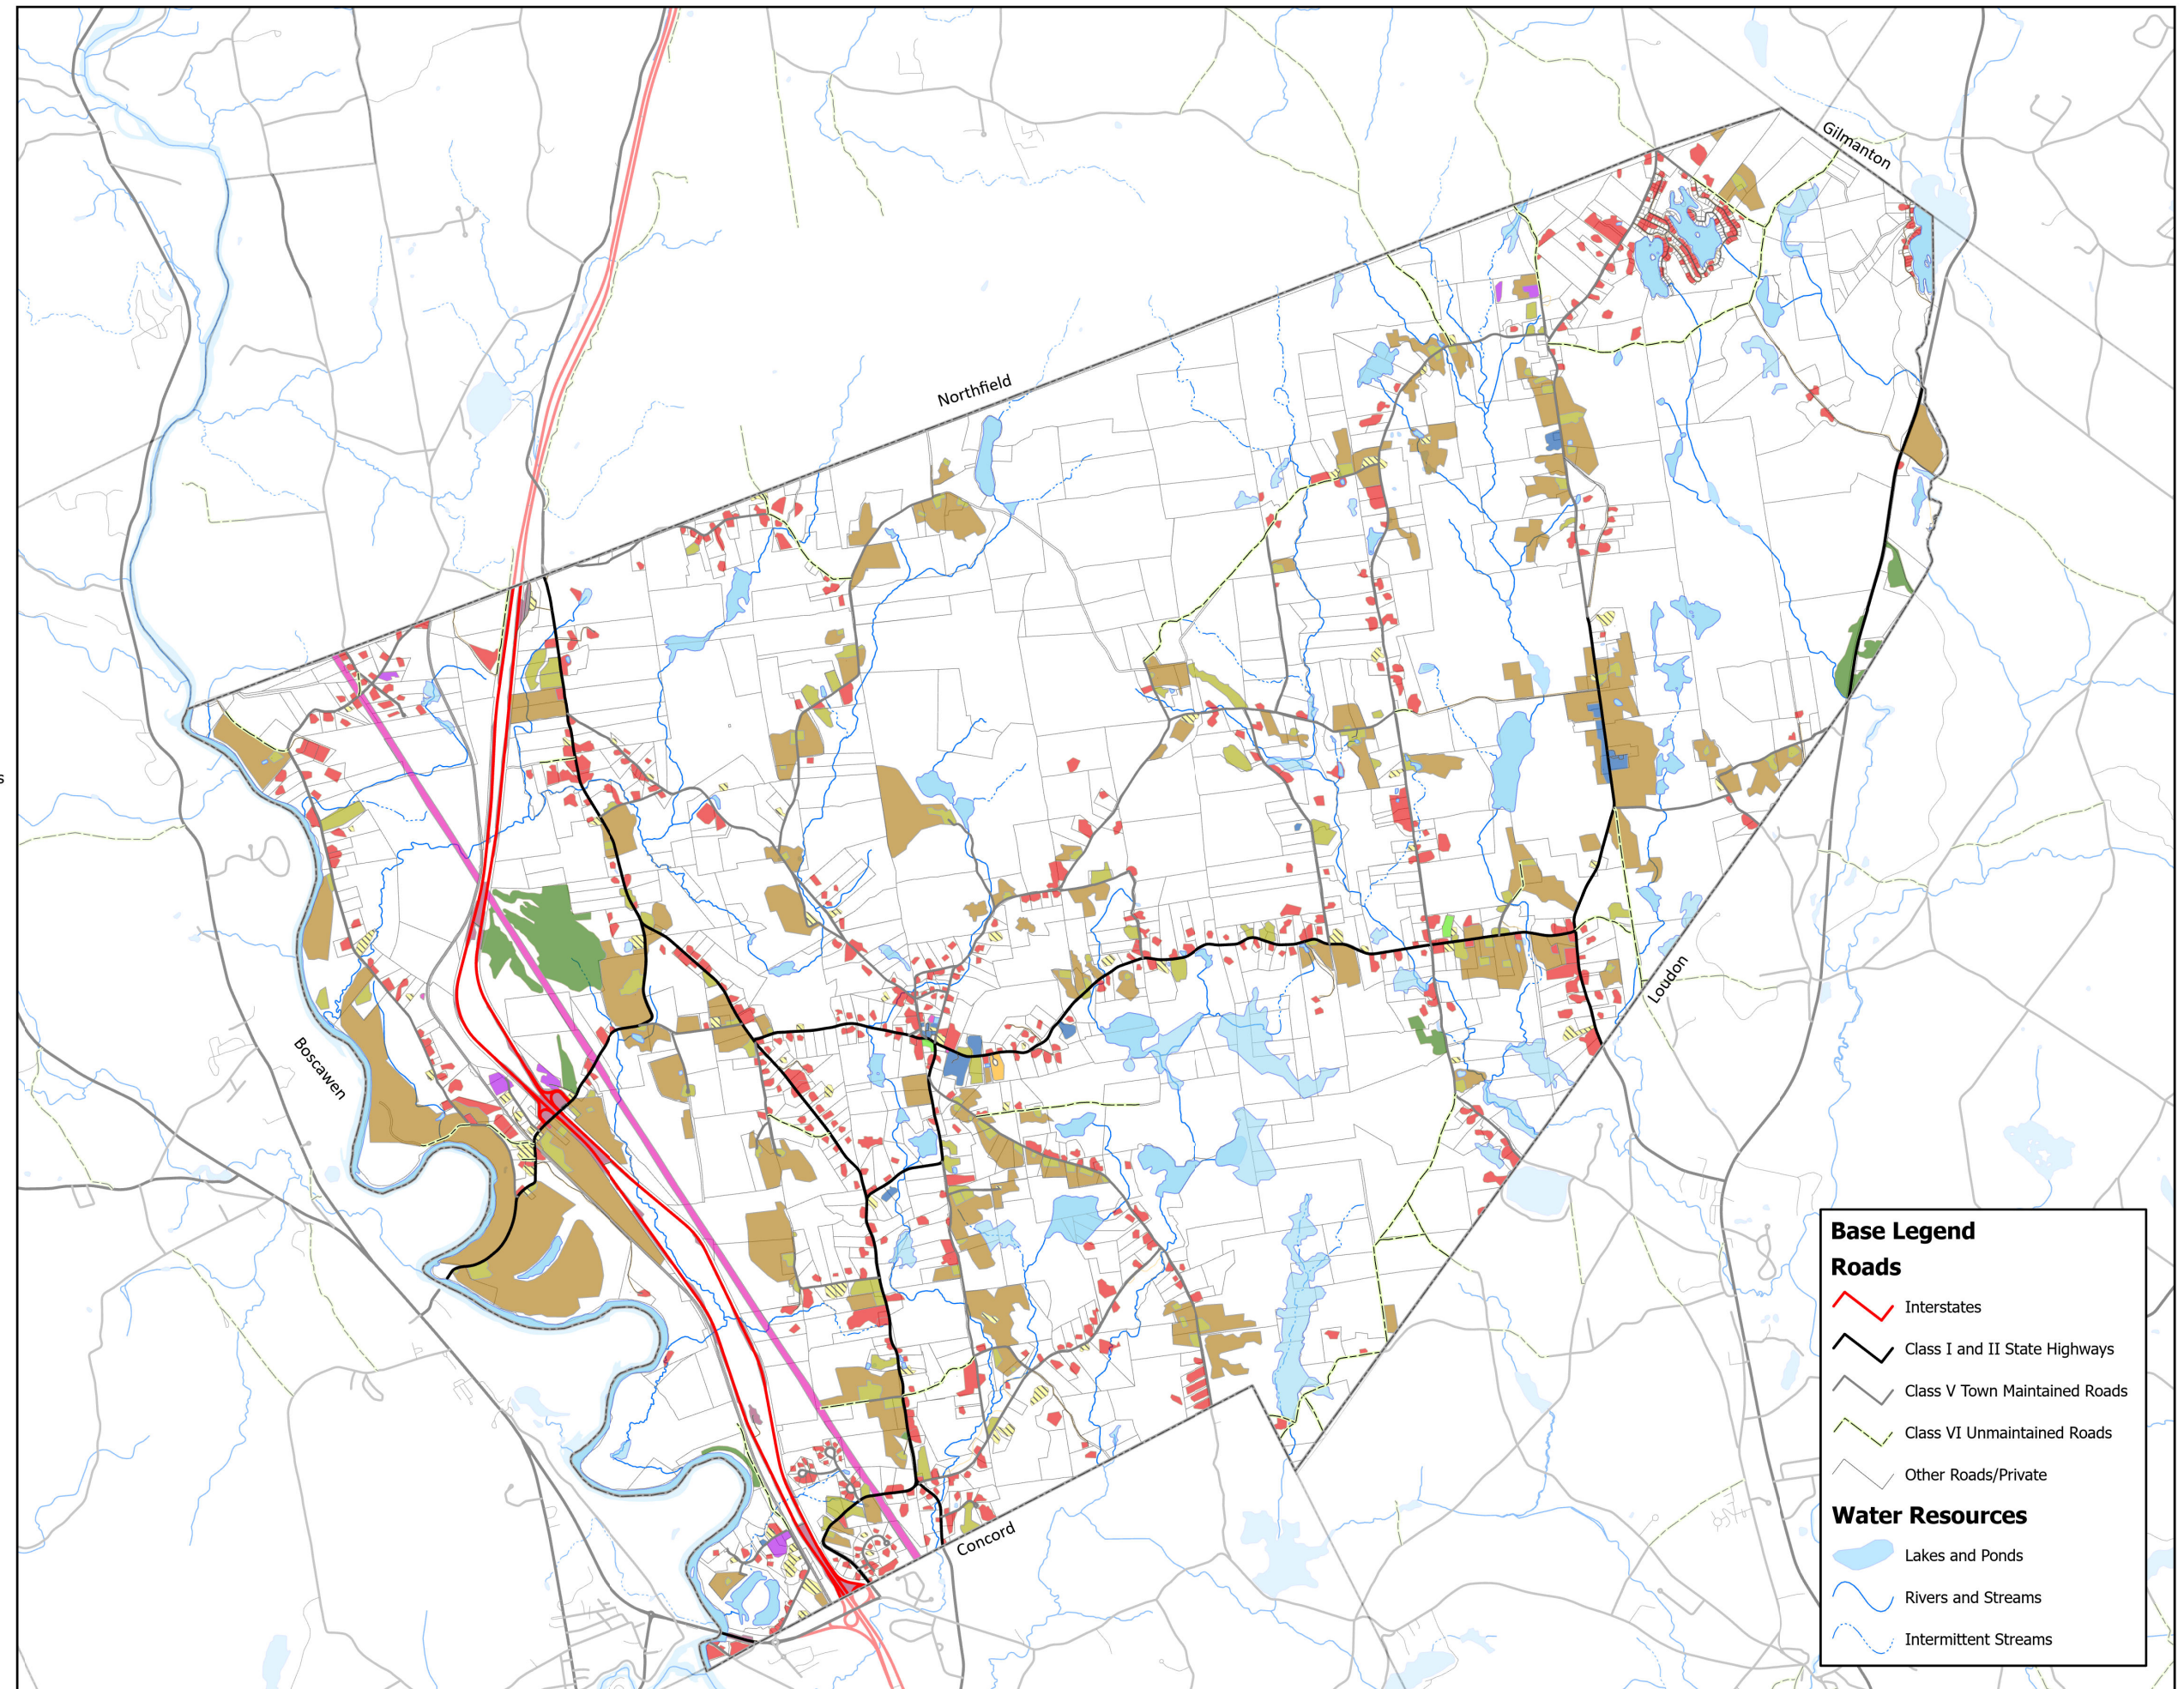 Gilmanton
Northfield
s
Loudon
Boscawen
Concord
Base Legend
Roads
Interstates
Class I and II State Highways
Class V Town Maintained Roads
Class VI Unmaintained Roads
Other Roads/Private
Water Resources
Lakes and Ponds
Rivers and Streams
Intermittent Streams